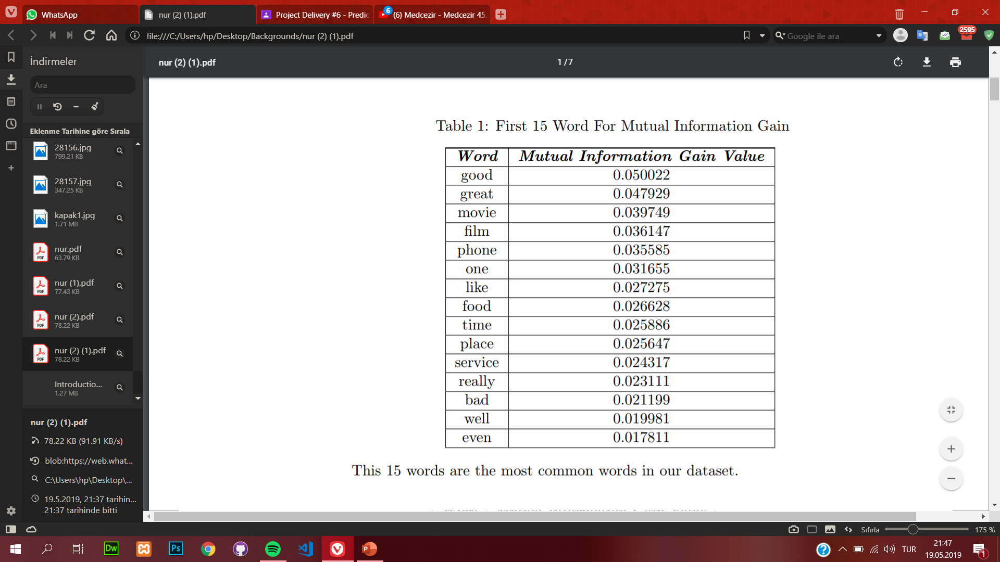 WhatsApp
nur (2) (1).pdf
Project Delivery #6 - Predic
6
(6) Medcezir - Medcezir 45.
file:///C:/Users/hp/Desktop/Backgrounds/nur (2) (1).pdf
Google ile ara
2595
İndirmeler
Ara
Eklenme Tarihine göre Sırala
28156.jpg
799.21 KB
28157.jpg
347.25 KB
kapak1.jpg
1.71 MB
nur.pdf
63.79 KB
nur (1).pdf
77.43 KB
nur (2).pdf
78.22 KB
nur (2) (1).pdf
78.22 KB
Introductio...
1.27 MB
nur (2) (1).pdf
78.22 KB (91.91 KB/s)
blob:https://web.what...
C:\Users\hp\Desktop\...
19.5.2019, 21:37 tarihin...
21:37 tarihinde bitti
nur (2) (1).pdf
1 / 7
Table 1: First 15 Word For Mutual Information Gain
Word Mutual Information Gain Value
good 0.050022
great 0.047929
movie 0.039749
film 0.036147
phone 0.035585
one 0.031655
like 0.027275
food 0.026628
time 0.025886
place 0.025647
service 0.024317
really 0.023111
bad 0.021199
well 0.019981
even 0.017811
This 15 words are the most common words in our dataset.
Sıfırla
175 %
Dw
Ps
P
TUR
21:47
19.05.2019
1